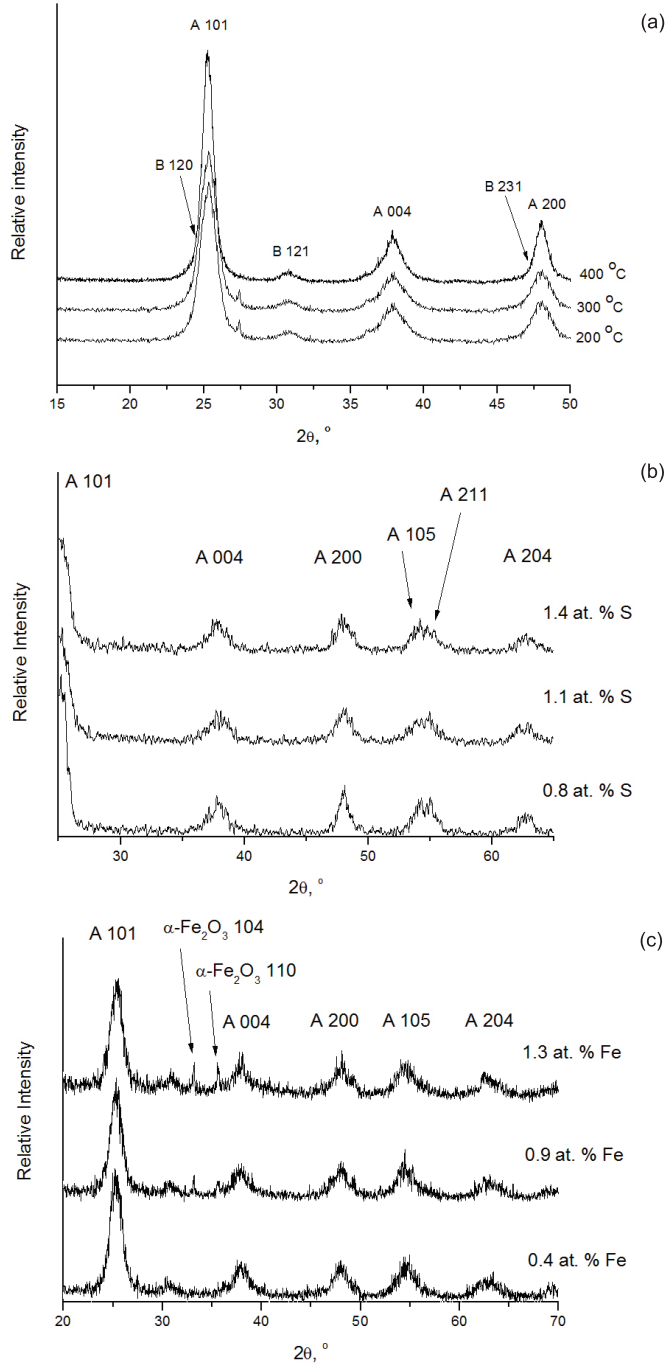 (a)
A 101
B 120
B 121
A 004
B 231
A 200
400 °C
300 °C
200 °C
Relative intensity
15 20 25 30 35 40 45 50
2θ, °
(b)
A 101
A 004
A 200
A 105
A 211
A 204
1.4 at. % S
1.1 at. % S
0.8 at. % S
Relative Intensity
30 40 50 60
2θ, °
(c)
A 101
α-Fe₂O₃ 104
α-Fe₂O₃ 110
A 004
A 200
A 105
A 204
1.3 at. % Fe
0.9 at. % Fe
0.4 at. % Fe
Relative Intensity
20 30 40 50 60 70
2θ, °